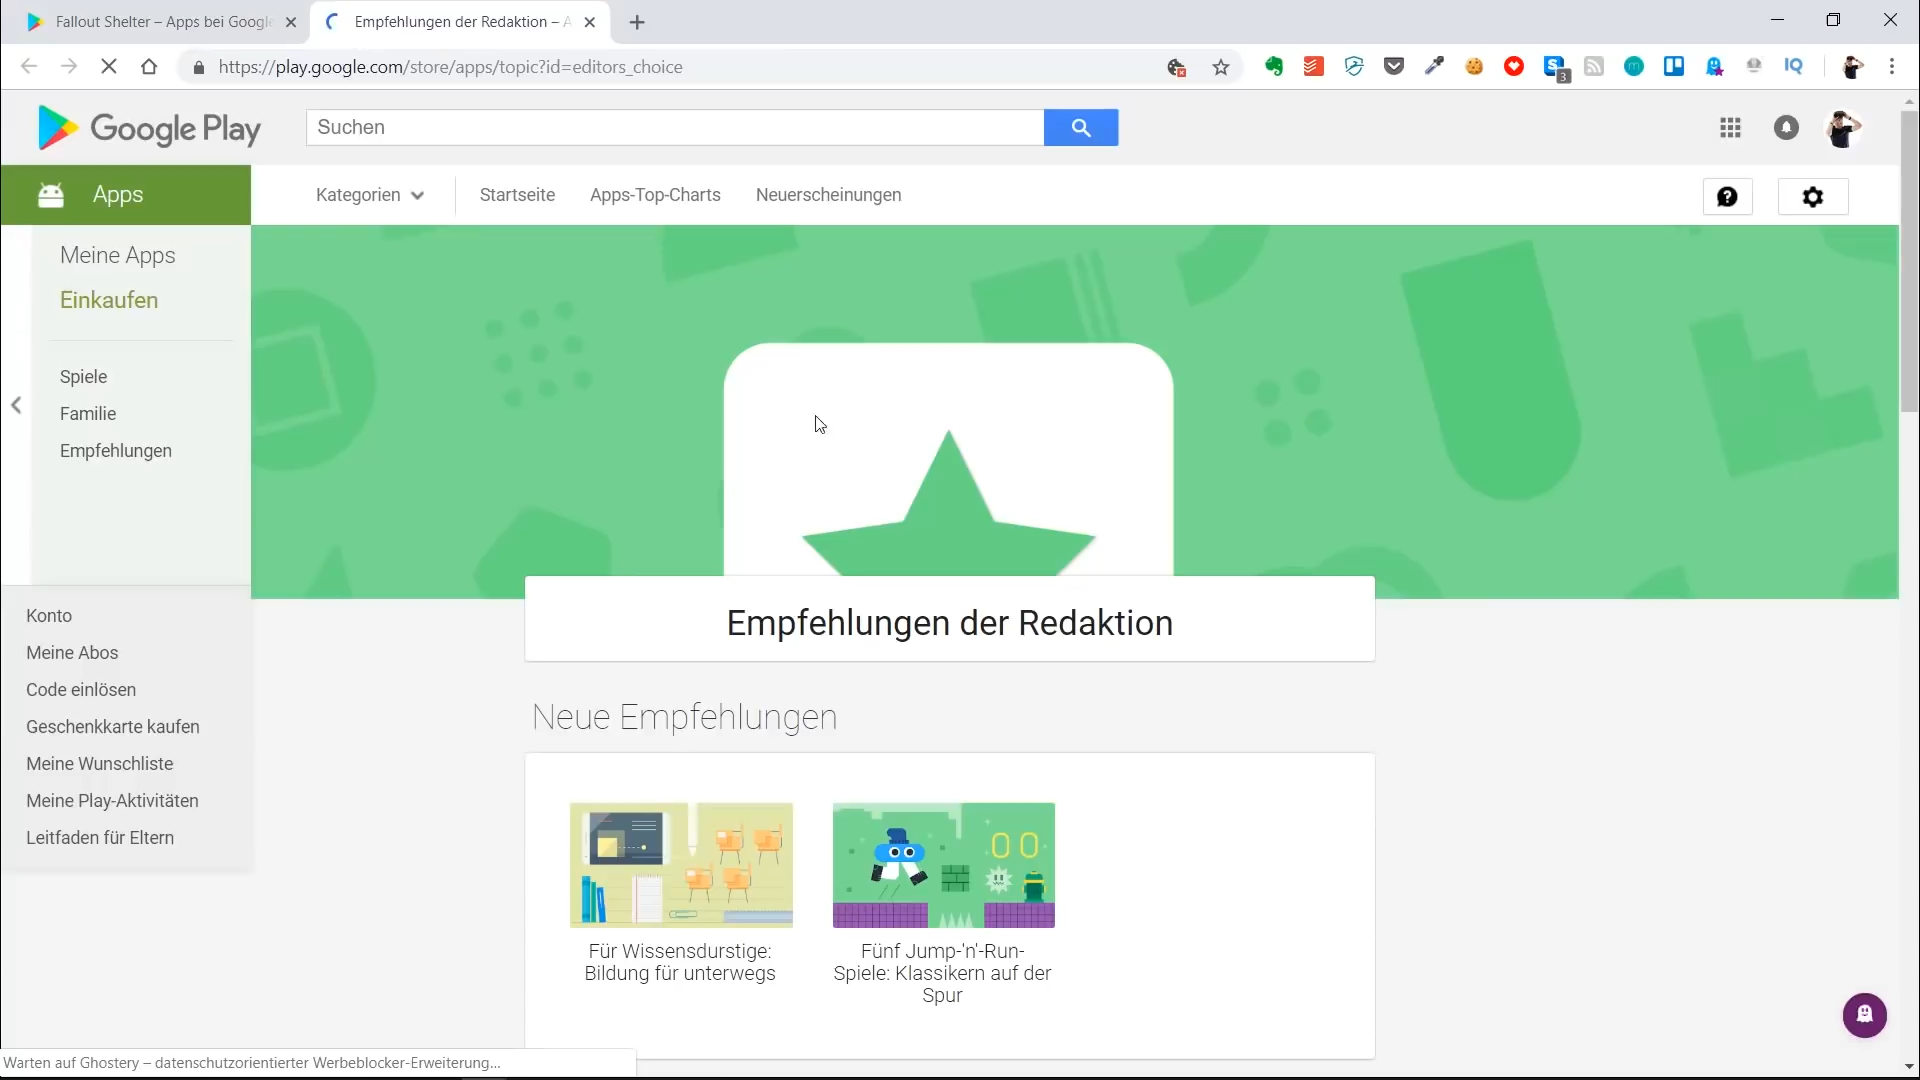 Fallout Shelter – Apps bei Google
Empfehlungen der Redaktion – A
https://play.google.com/store/apps/topic?id=editors_choice
3
IQ
Google Play
Suchen
Apps
Kategorien
Startseite
Apps-Top-Charts
Neuerscheinungen
Meine Apps
Einkaufen
Spiele
Familie
Empfehlungen
Konto
Meine Abos
Code einlösen
Geschenkkarte kaufen
Meine Wunschliste
Meine Play-Aktivitäten
Leitfaden für Eltern
Empfehlungen der Redaktion
Neue Empfehlungen
Für Wissensdurstige:
Bildung für unterwegs
Fünf Jump-'n'-Run-
Spiele: Klassikern auf der
Spur
Warten auf Ghostery – datenschutzorientierter Werbeblocker-Erweiterung...